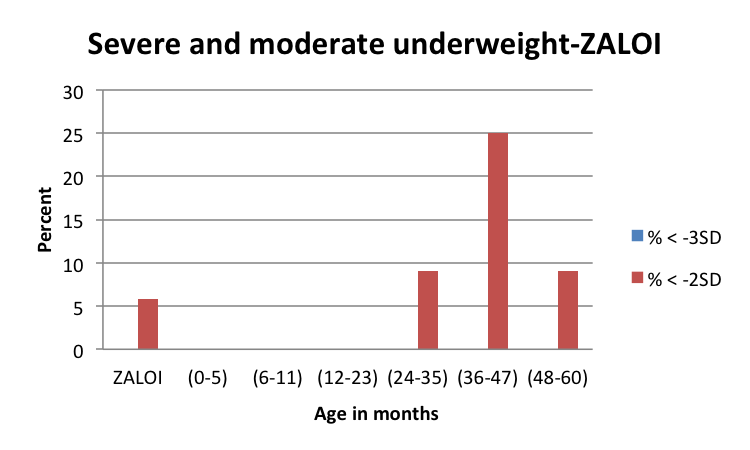 Severe and moderate underweight-ZALOI
30
25
20
15
10
5
0
Percent
ZALOI (0-5) (6-11) (12-23) (24-35) (36-47) (48-60)
Age in months
% < -3SD
% < -2SD